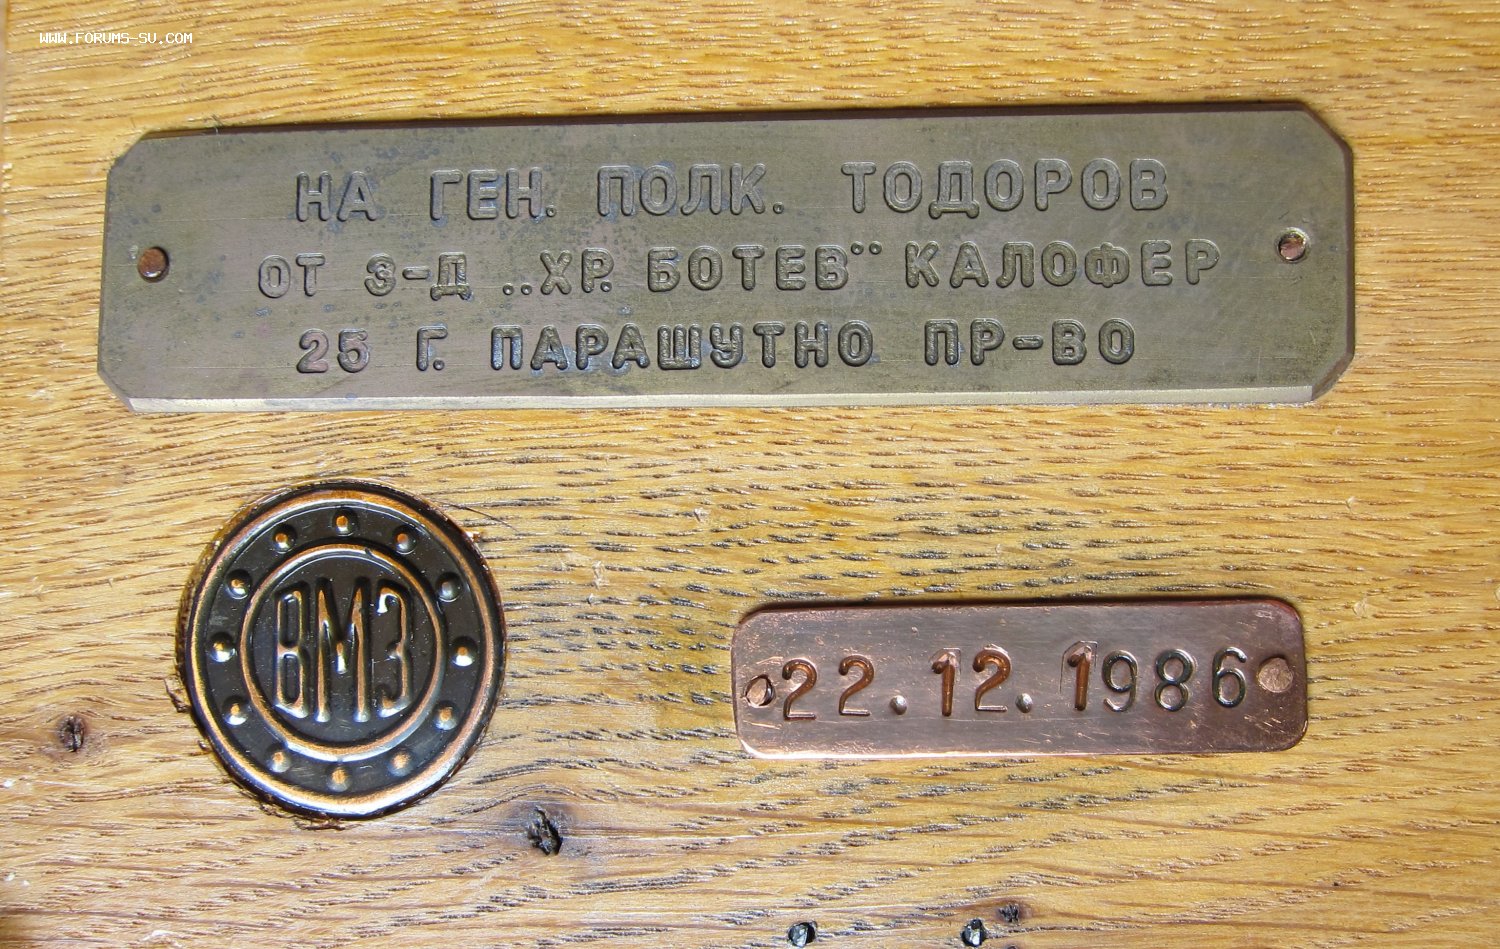 WWW.FORUMS-SU.COM
НА ГЕН. ПОЛК. ТОДОРОВ
ОТ З-Д „ХР. БОТЕВ" КАЛОФЕР
25 Г. ПАРАШУТНО ПР-ВО
ВМЗ
22.12.1986